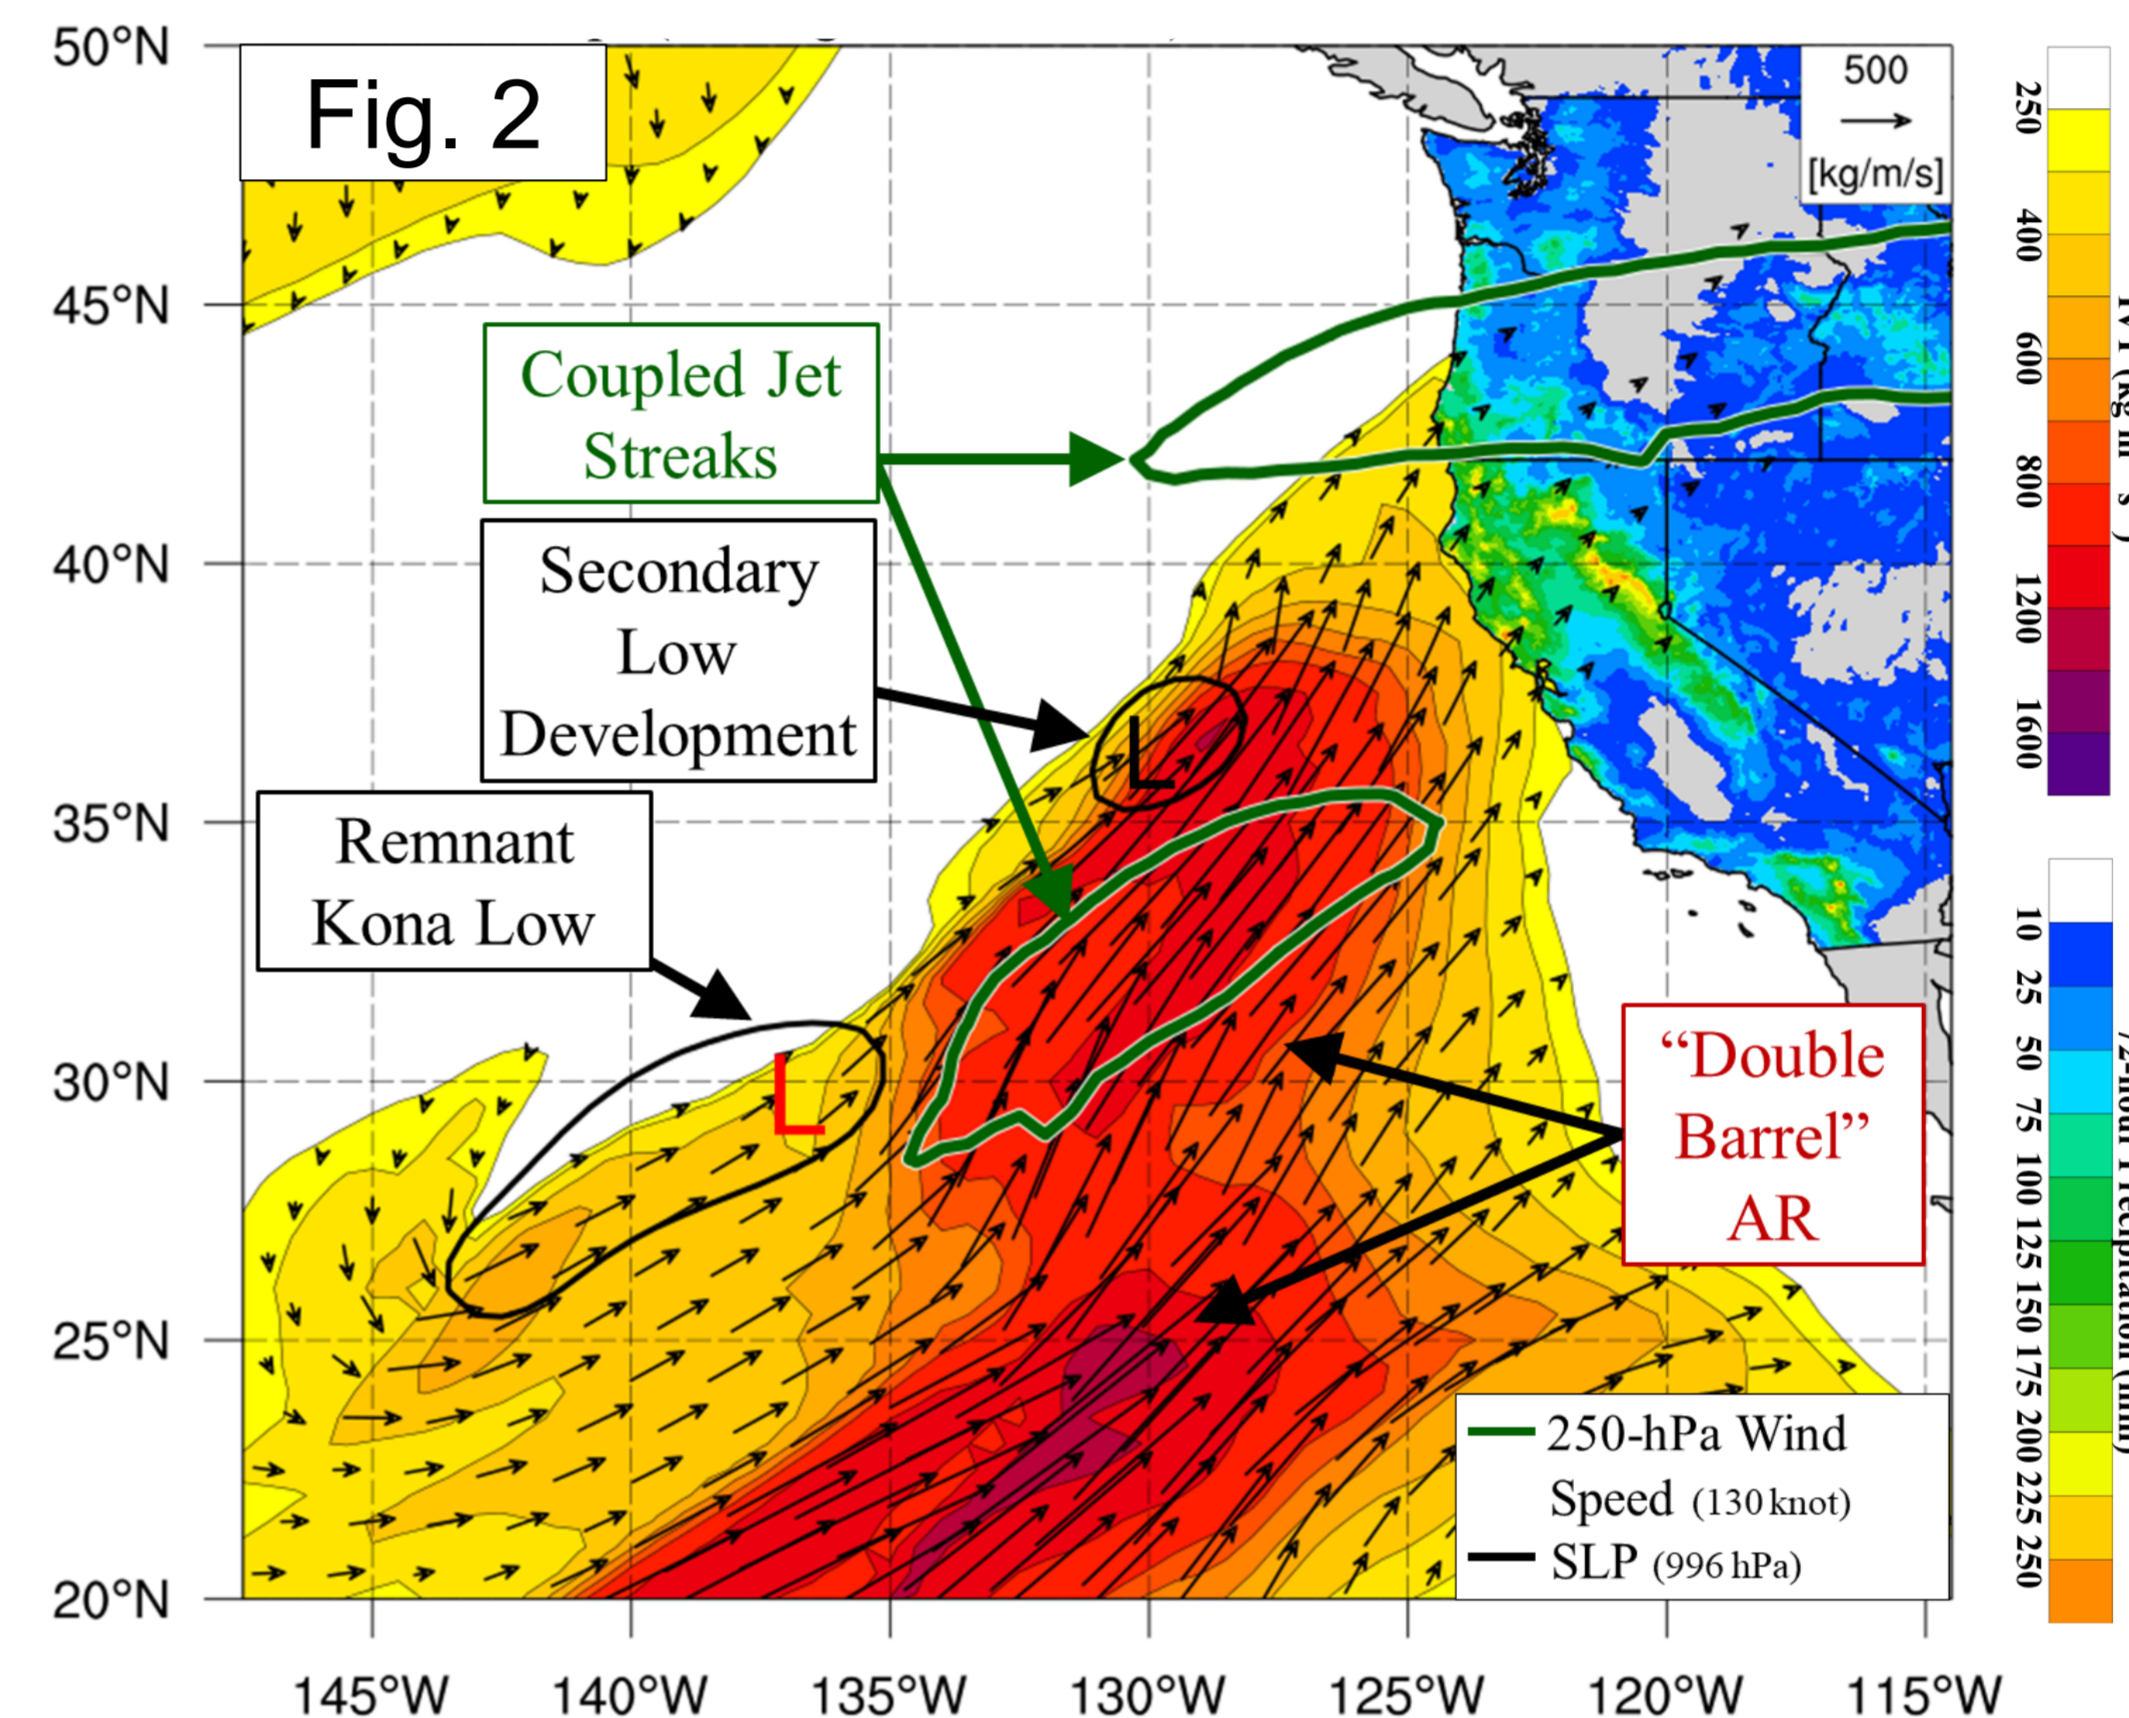 Fig. 2
500
[kg/m/s]
50°N
45°N
40°N
35°N
30°N
25°N
20°N
145°W
140°W
135°W
130°W
125°W
120°W
115°W
Coupled Jet
Streaks
Secondary
Low
Development
L
Remnant
Kona Low
L
“Double
Barrel”
AR
250-hPa Wind
Speed (130 knot)
SLP (996 hPa)
250
400
600
800
1200
1600
10
25
50
75
100
125
150
175
200
225
250